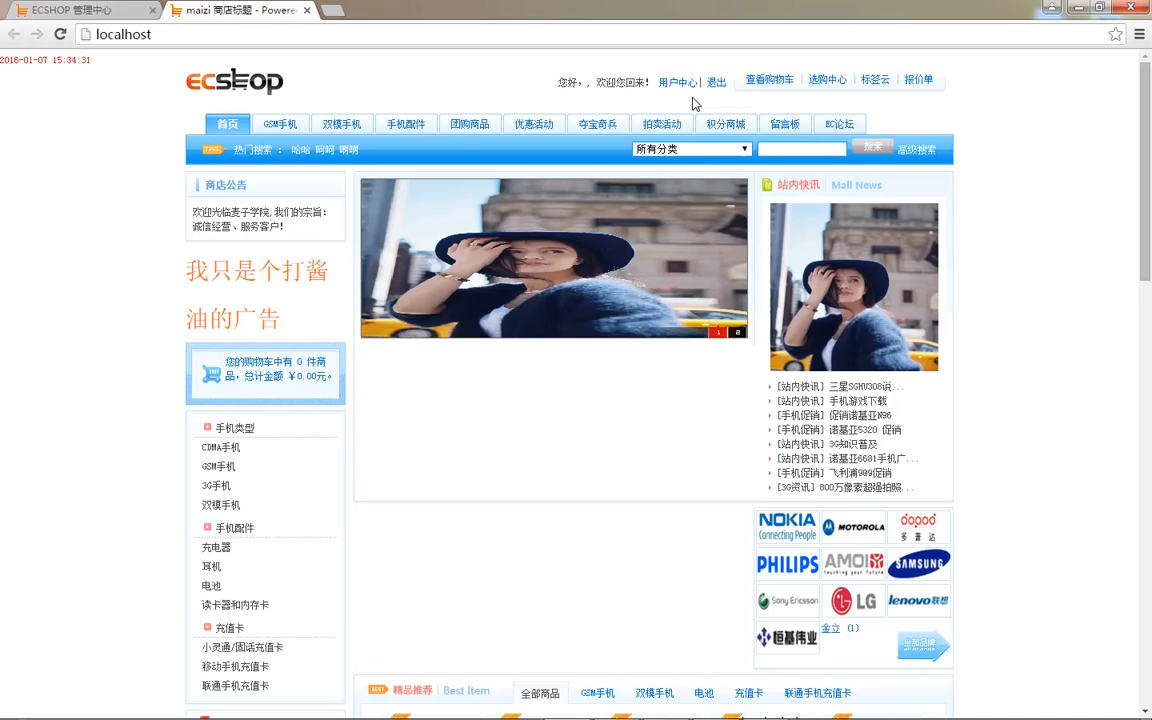 ECSHOP 管理中心
maizi 商店标题 - Powere
localhost
2016-01-07 15:34:31
ECSHOP
您好,, 欢迎您回来! 用户中心| 退出
查看购物车 | 选购中心 | 标签云 | 报价单
首页 GSM手机 双模手机 手机配件 团购商品 优惠活动 夺宝奇兵 拍卖活动 积分商城 留言板 EC论坛
热门搜索 : 哈哈 呵呵 啊啊
所有分类 搜索 高级搜索
商店公告
欢迎光临麦子学院,我们的宗旨:
诚信经营、服务客户!
我只是个打酱
油的广告
您的购物车中有 0 件商
品,总计金额 ￥0.00元。
手机类型
CDMA手机
GSM手机
3G手机
双模手机
手机配件
充电器
耳机
电池
读卡器和内存卡
充值卡
小灵通/固话充值卡
移动手机充值卡
联通手机充值卡
1 2
站内快讯 Mall News
[站内快讯] 三星SGHU308说...
[站内快讯] 手机游戏下载
[手机促销] 促销诺基亚N96
[手机促销] 诺基亚5320 促销
[站内快讯] 3G知识普及
[站内快讯] 诺基亚6681手机广...
[手机促销] 飞利浦9@9促销
[3G资讯] 800万像素超强拍照...
NOKIA
Connecting People
MOTOROLA
dopod
多普达
PHILIPS
AMOI
SAMSUNG
Sony Ericsson
LG
lenovo联想
恒基伟业
金立 (1)
全部品牌
all brands
BEST 精品推荐 Best Item
全部商品 GSM手机 双模手机 电池 充值卡 联通手机充值卡